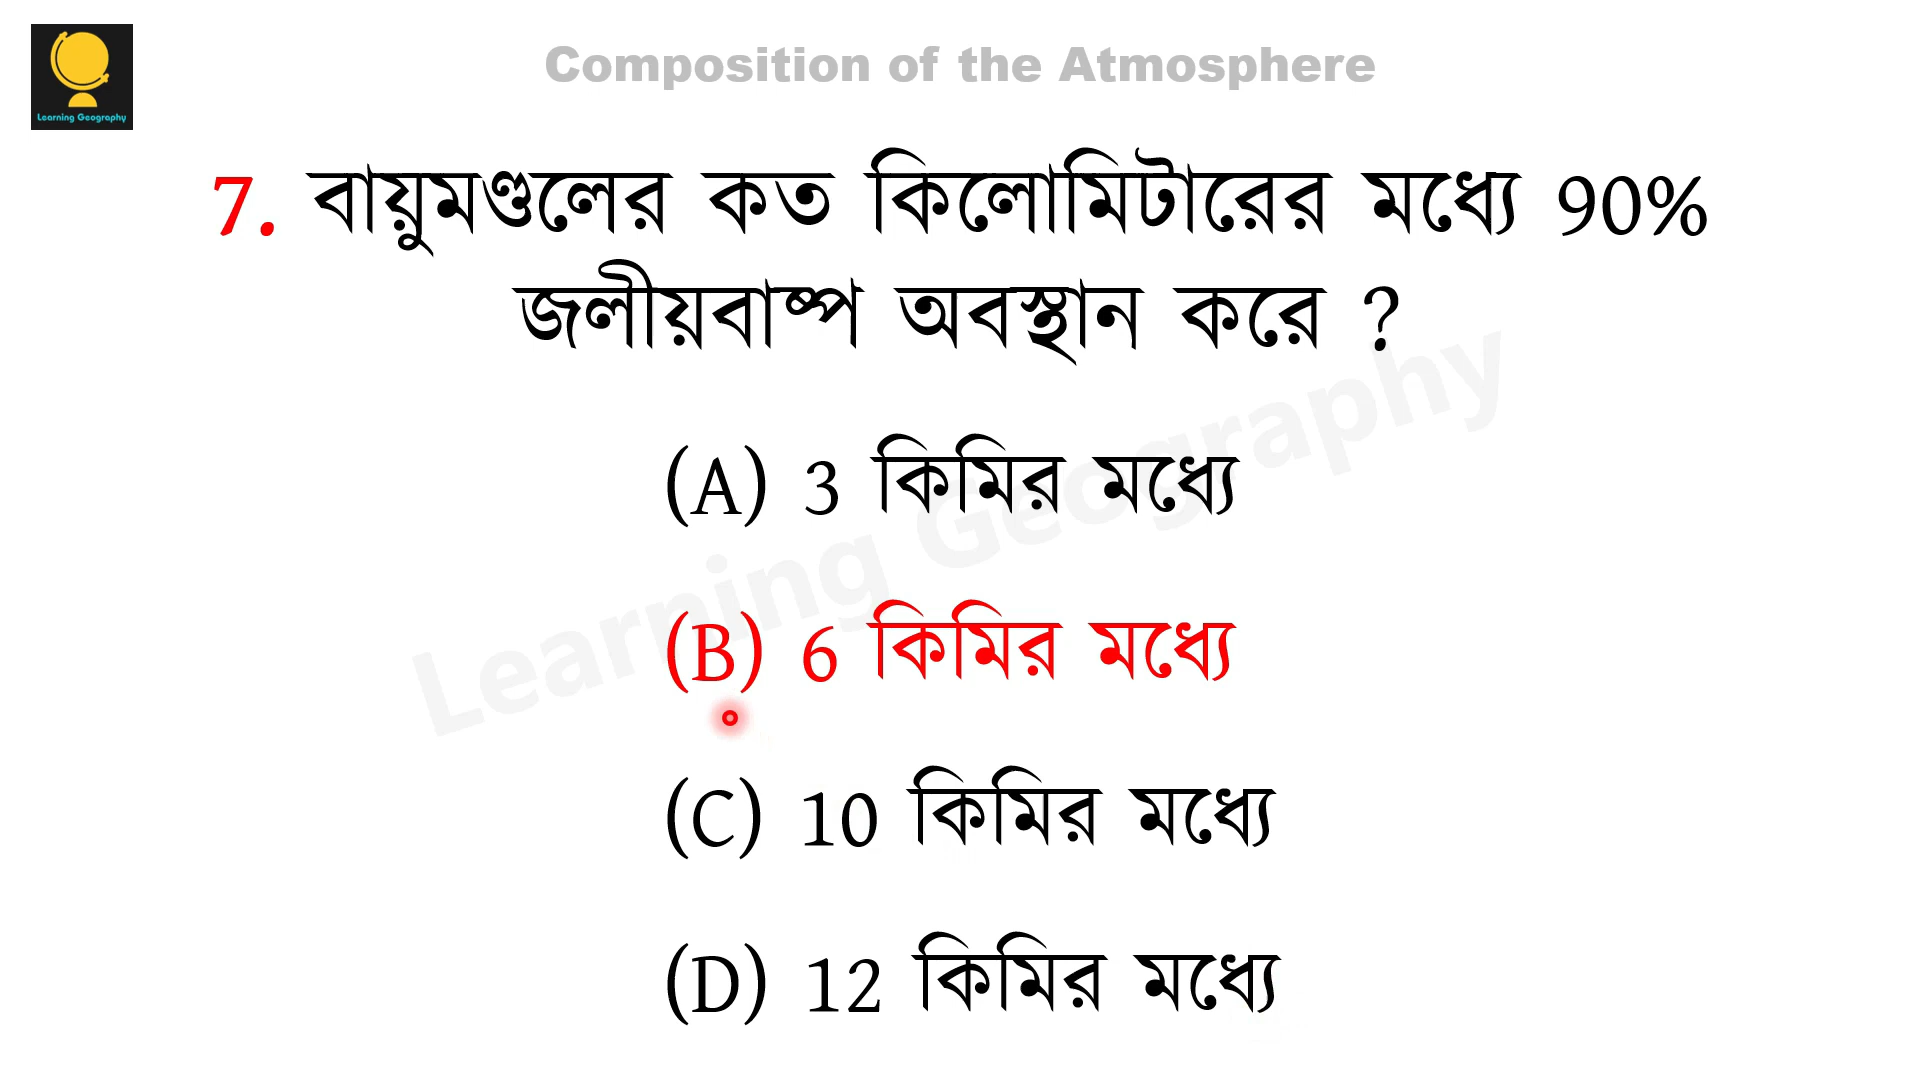 Composition of the Atmosphere
Learning Geography
7. বায়ুমণ্ডলের কত কিলোমিটারের মধ্যে 90%
জলীয়বাষ্প অবস্থান করে ?
(A) 3 কিমির মধ্যে
(B) 6 কিমির মধ্যে
(C) 10 কিমির মধ্যে
(D) 12 কিমির মধ্যে
Learning Geography